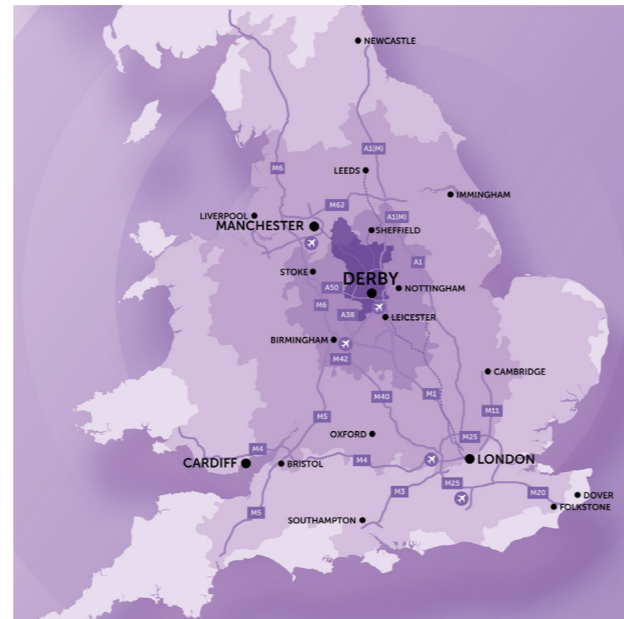 NEWCASTLE
A1(M)
LEEDS
M6
IMMINGHAM
M62
LIVERPOOL
A1(M)
MANCHESTER
SHEFFIELD
A1
STOKE
DERBY
A50
NOTTINGHAM
M6
A38
LEICESTER
BIRMINGHAM
M42
CAMBRIDGE
M40
M1
M11
M5
OXFORD
M25
M4
CARDIFF
BRISTOL
M4
LONDON
M25
M3
M20
DOVER
FOLKSTONE
M5
SOUTHAMPTON